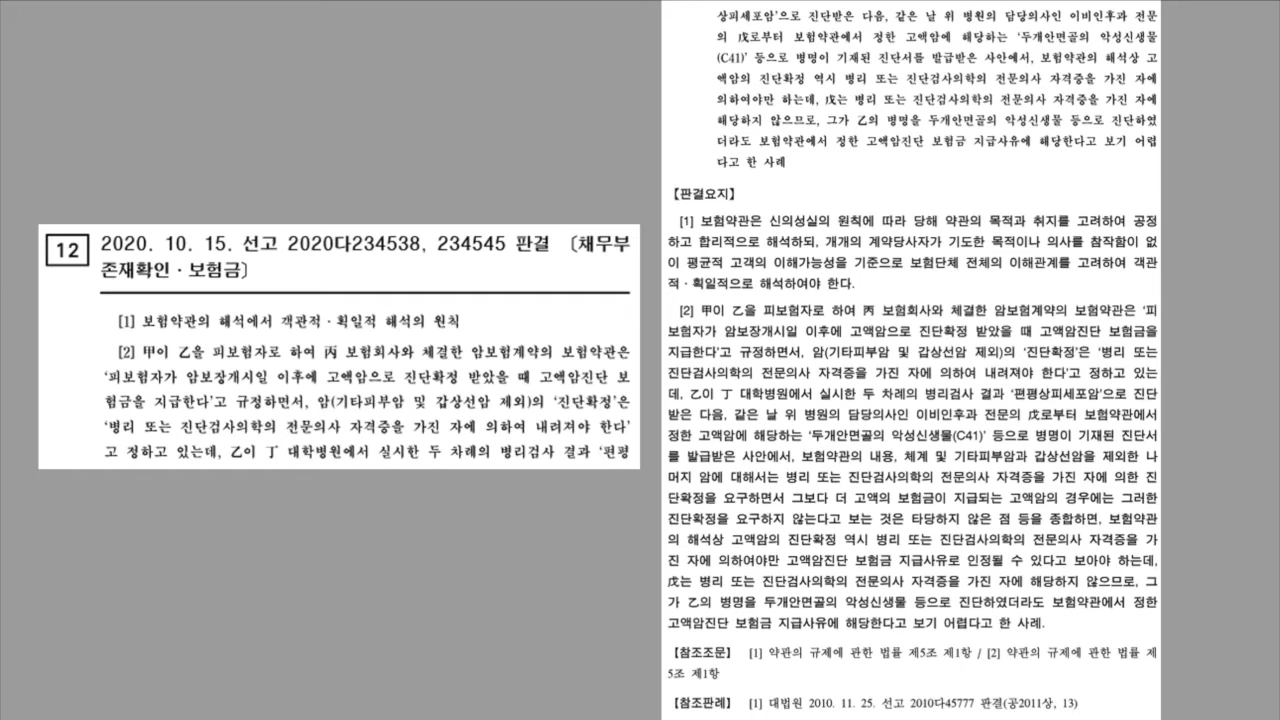 12
2020. 10. 15. 선고 2020다234538, 234545 판결 〔채무부
존재확인·보험금〕
[1] 보험약관의 해석에서 객관적·획일적 해석의 원칙
[2] 甲이 乙을 피보험자로 하여 丙 보험회사와 체결한 암보험계약의 보험약관은
‘피보험자가 암보장개시일 이후에 고액암으로 진단확정 받았을 때 고액암진단 보
험금을 지급한다’고 규정하면서, 암(기타피부암 및 갑상선암 제외)의 ‘진단확정’은
‘병리 또는 진단검사의학의 전문의사 자격증을 가진 자에 의하여 내려져야 한다’
고 정하고 있는데, 乙이 丁 대학병원에서 실시한 두 차례의 병리검사 결과 ‘편평
상피세포암’으로 진단받은 다음, 같은 날 위 병원의 담당의사인 이비인후과 전문
의 戊로부터 보험약관에서 정한 고액암에 해당하는 ‘두개안면골의 악성신생물
(C41)’ 등으로 병명이 기재된 진단서를 발급받은 사안에서, 보험약관의 해석상 고
액암의 진단확정 역시 병리 또는 진단검사의학의 전문의사 자격증을 가진 자에
의하여야만 하는데, 戊는 병리 또는 진단검사의학의 전문의사 자격증을 가진 자에
해당하지 않으므로, 그가 乙의 병명을 두개안면골의 악성신생물 등으로 진단하였
더라도 보험약관에서 정한 고액암진단 보험금 지급사유에 해당한다고 보기 어렵
다고 한 사례
【판결요지】
[1] 보험약관은 신의성실의 원칙에 따라 당해 약관의 목적과 취지를 고려하여 공정
하고 합리적으로 해석하되, 개개의 계약당사자가 기도한 목적이나 의사를 참작함이 없
이 평균적 고객의 이해가능성을 기준으로 보험단체 전체의 이해관계를 고려하여 객관
적·획일적으로 해석하여야 한다.
[2] 甲이 乙을 피보험자로 하여 丙 보험회사와 체결한 암보험계약의 보험약관은 ‘피
보험자가 암보장개시일 이후에 고액암으로 진단확정 받았을 때 고액암진단 보험금을
지급한다’고 규정하면서, 암(기타피부암 및 갑상선암 제외)의 ‘진단확정’은 ‘병리 또는
진단검사의학의 전문의사 자격증을 가진 자에 의하여 내려져야 한다’고 정하고 있는
데, 乙이 丁 대학병원에서 실시한 두 차례의 병리검사 결과 ‘편평상피세포암’으로 진단
받은 다음, 같은 날 위 병원의 담당의사인 이비인후과 전문의 戊로부터 보험약관에서
정한 고액암에 해당하는 ‘두개안면골의 악성신생물(C41)’ 등으로 병명이 기재된 진단서
를 발급받은 사안에서, 보험약관의 내용, 체계 및 기타피부암과 갑상선암을 제외한 나
머지 암에 대해서는 병리 또는 진단검사의학의 전문의사 자격증을 가진 자에 의한 진
단확정을 요구하면서 그보다 더 고액의 보험금이 지급되는 고액암의 경우에는 그러한
진단확정을 요구하지 않는다고 보는 것은 타당하지 않은 점 등을 종합하면, 보험약관
의 해석상 고액암의 진단확정 역시 병리 또는 진단검사의학의 전문의사 자격증을 가
진 자에 의하여야만 고액암진단 보험금 지급사유로 인정될 수 있다고 보아야 하는데,
戊는 병리 또는 진단검사의학의 전문의사 자격증을 가진 자에 해당하지 않으므로, 그
가 乙의 병명을 두개안면골의 악성신생물 등으로 진단하였더라도 보험약관에서 정한
고액암진단 보험금 지급사유에 해당한다고 보기 어렵다고 한 사례.
【참조조문】 [1] 약관의 규제에 관한 법률 제5조 제1항 / [2] 약관의 규제에 관한 법률 제
5조 제1항
【참조판례】 [1] 대법원 2010. 11. 25. 선고 2010다45777 판결(공2011상, 13)